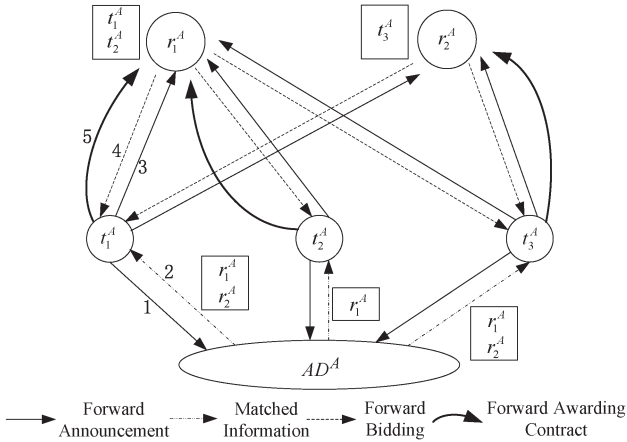 t₁ᴬ
t₂ᴬ
r₁ᴬ
t₃ᴬ
r₂ᴬ
5
4
3
t₁ᴬ
t₂ᴬ
t₃ᴬ
2
1
r₁ᴬ
r₂ᴬ
r₁ᴬ
r₁ᴬ
r₂ᴬ
ADᴬ
Forward Announcement
Matched Information
Forward Bidding
Forward Awarding Contract